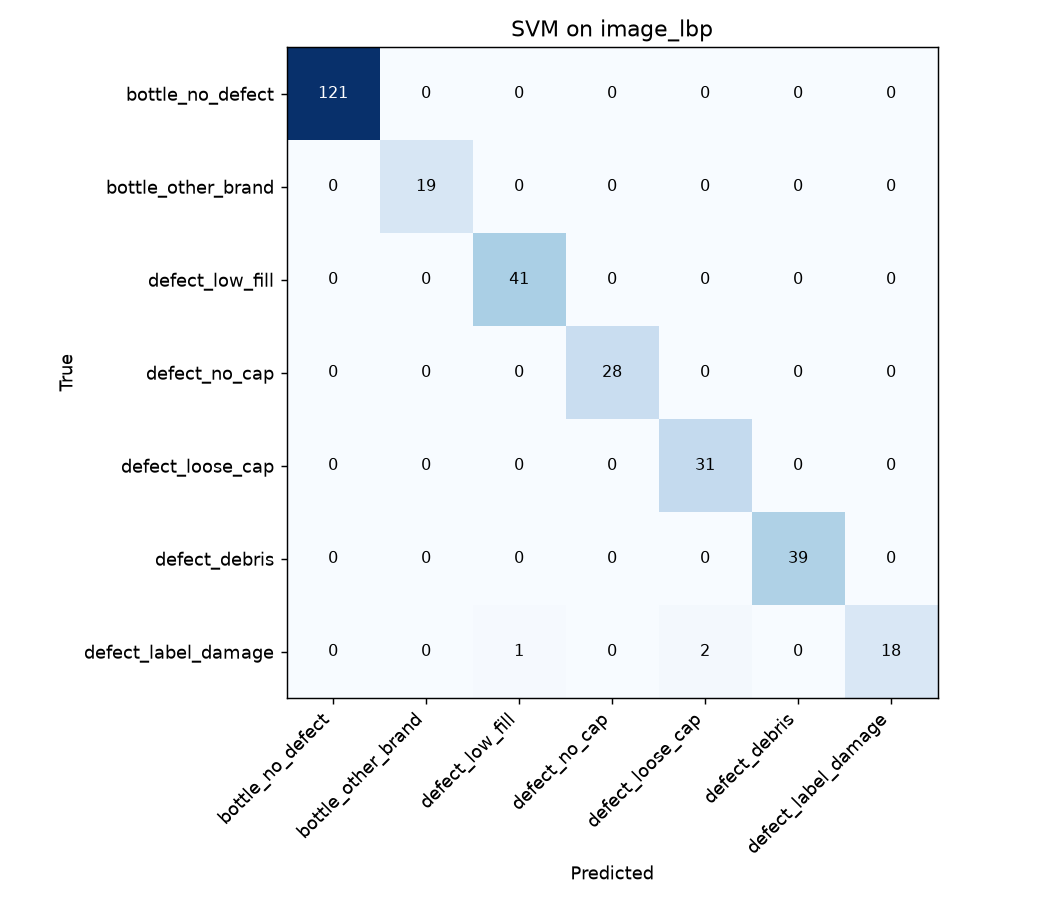 SVM on image_lbp
bottle_no_defect 121 0 0 0 0 0 0
bottle_other_brand 0 19 0 0 0 0 0
defect_low_fill 0 0 41 0 0 0 0
defect_no_cap 0 0 0 28 0 0 0
defect_loose_cap 0 0 0 0 31 0 0
defect_debris 0 0 0 0 0 39 0
defect_label_damage 0 0 1 0 2 0 18
True
bottle_no_defect bottle_other_brand defect_low_fill defect_no_cap defect_loose_cap defect_debris defect_label_damage
Predicted